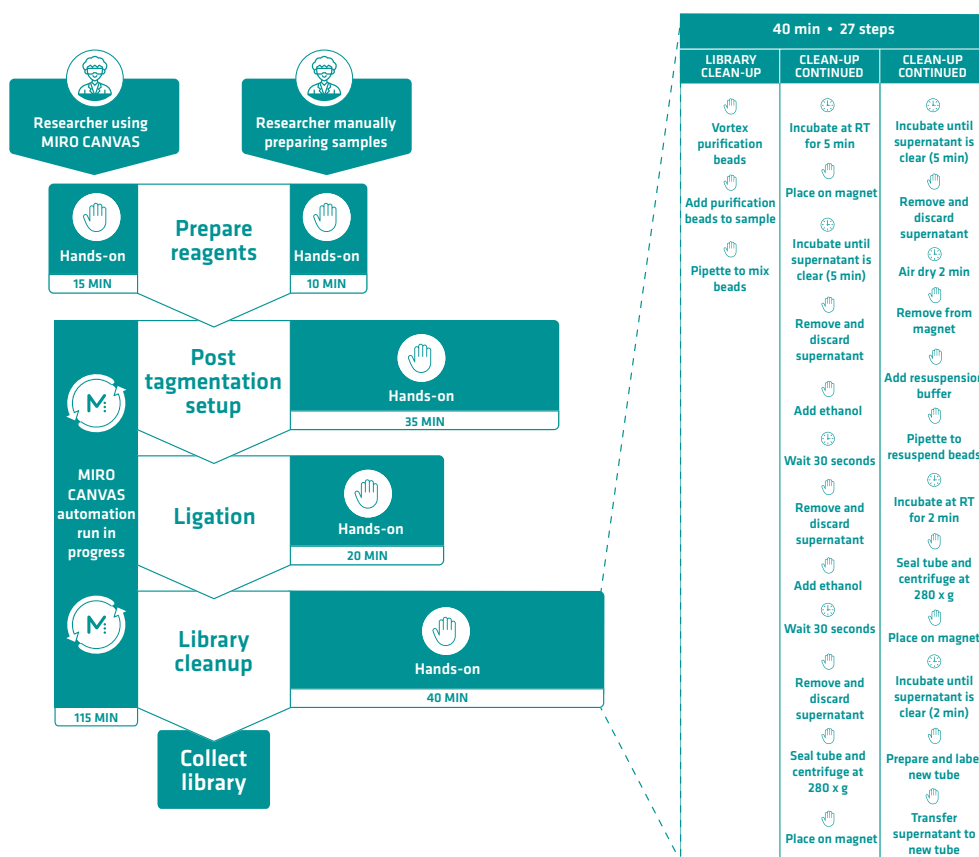 Researcher using
MIRO CANVAS
Researcher manually
preparing samples
Hands-on
15 MIN
Prepare
reagents
Hands-on
10 MIN
Post
tagmentation
setup
Hands-on
35 MIN
MIRO
CANVAS
automation
run in
progress
Ligation
Hands-on
20 MIN
Library
cleanup
Hands-on
40 MIN
115 MIN
Collect
library
40 min • 27 steps
LIBRARY
CLEAN-UP
Vortex
purification
beads
Add purification
beads to sample
Pipette to mix
beads
CLEAN-UP
CONTINUED
Incubate at RT
for 5 min
Place on magnet
Incubate until
supernatant is
clear (5 min)
Remove and
discard
supernatant
Add ethanol
Wait 30 seconds
Remove and
discard
supernatant
Add ethanol
Wait 30 seconds
Remove and
discard
supernatant
Seal tube and
centrifuge at
280 x g
Place on magnet
CLEAN-UP
CONTINUED
Incubate until
supernatant is
clear (5 min)
Remove and
discard
supernatant
Air dry 2 min
Remove from
magnet
Add resuspension
buffer
Pipette to
resuspend beads
Incubate at RT
for 2 min
Seal tube and
centrifuge at
280 x g
Place on magnet
Incubate until
supernatant is
clear (2 min)
Prepare and labe
new tube
Transfer
supernatant to
new tube